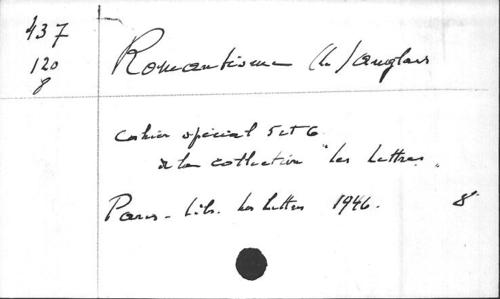 437
120
8
Romantisme (Le) anglais
Cahier spécial 5 et 6
de la collection "Les Lettres"
Paris - Lib. Les Lettres 1946. 8°